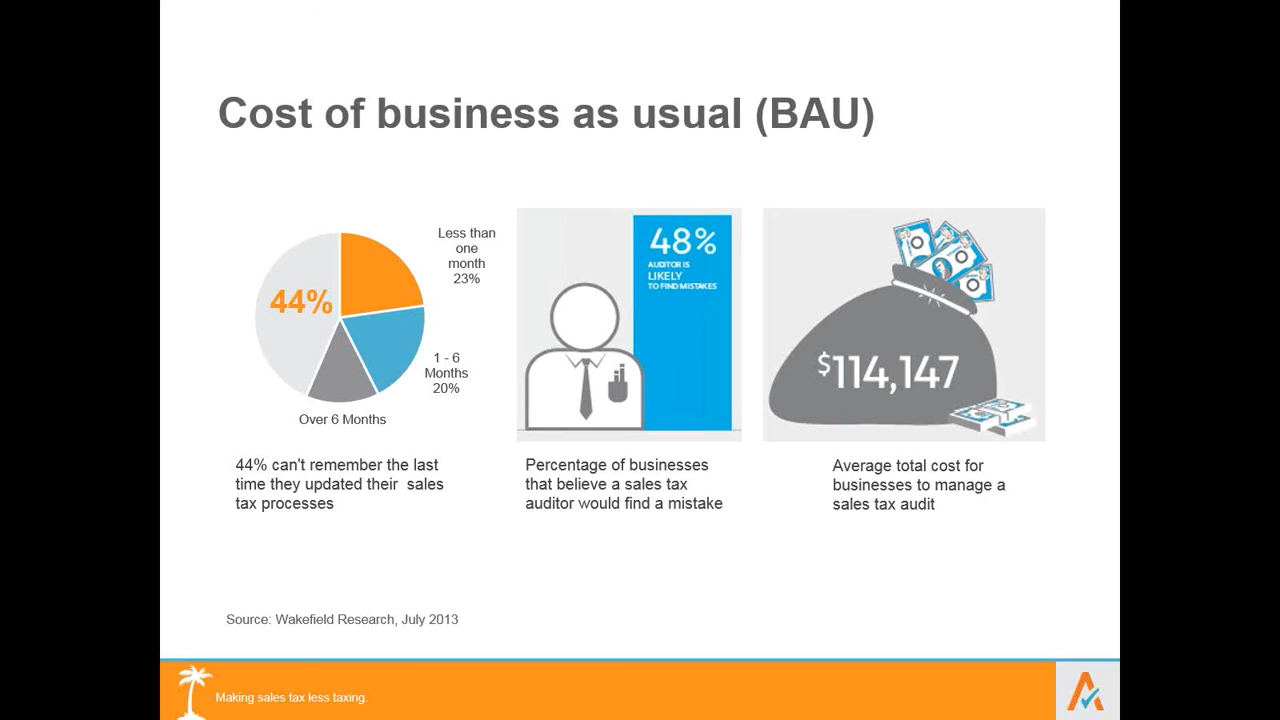 Cost of business as usual (BAU)
Less than
one
month
23%
44%
1 - 6
Months
20%
Over 6 Months
44% can't remember the last
time they updated their sales
tax processes
48%
AUDITOR IS
LIKELY
TO FIND MISTAKES
Percentage of businesses
that believe a sales tax
auditor would find a mistake
$114,147
Average total cost for
businesses to manage a
sales tax audit
Source: Wakefield Research, July 2013
Making sales tax less taxing.